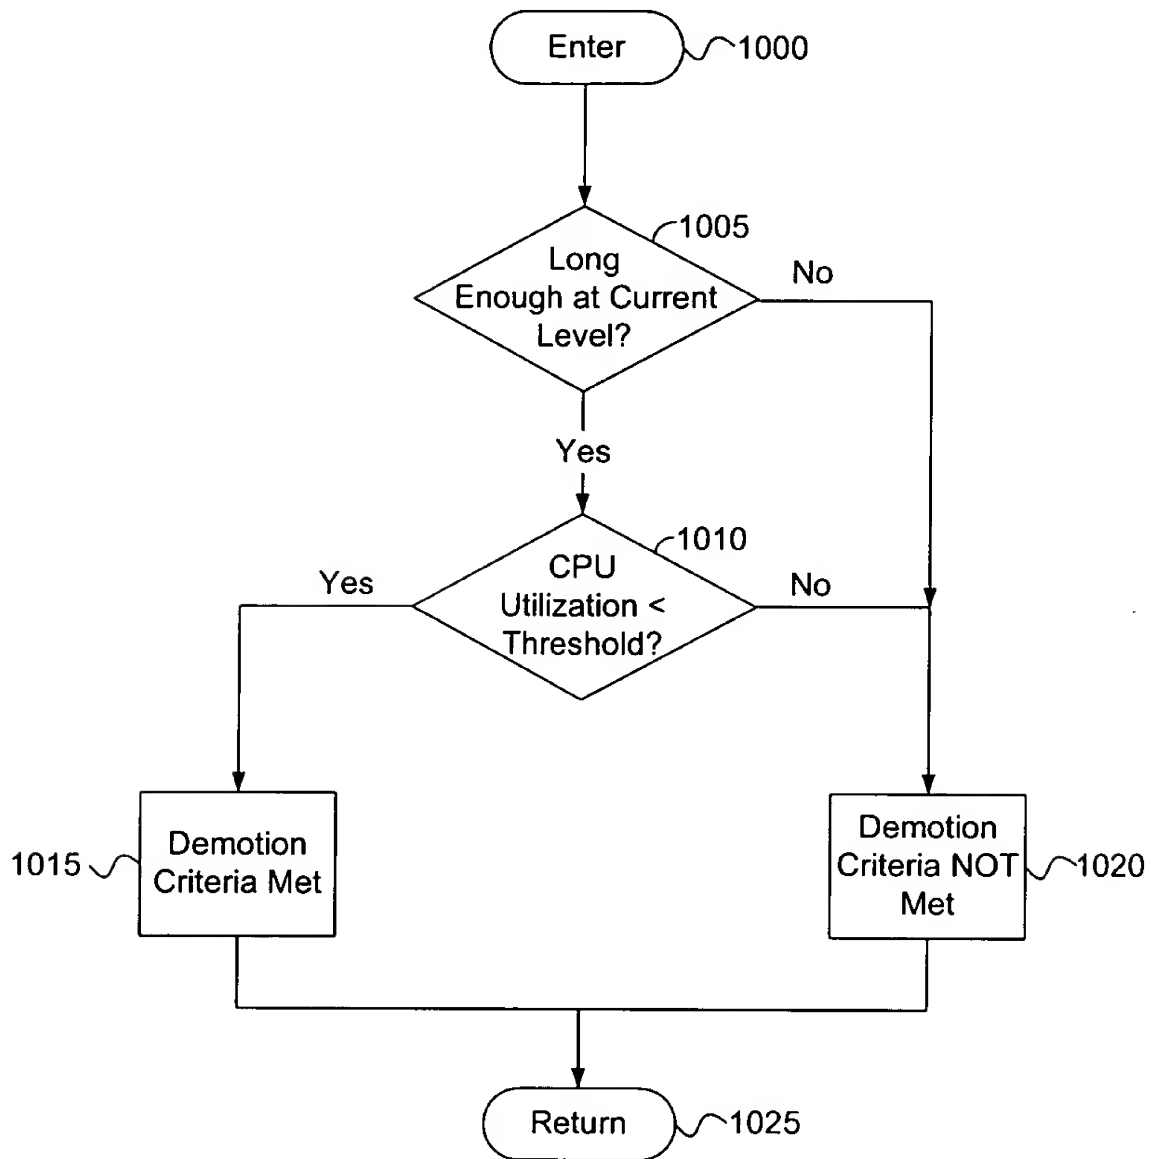 Enter
1000
1005
Long
Enough at Current
Level?
No
Yes
1010
CPU
Utilization <
Threshold?
Yes
No
1015
Demotion
Criteria Met
Demotion
Criteria NOT
Met
1020
Return
1025